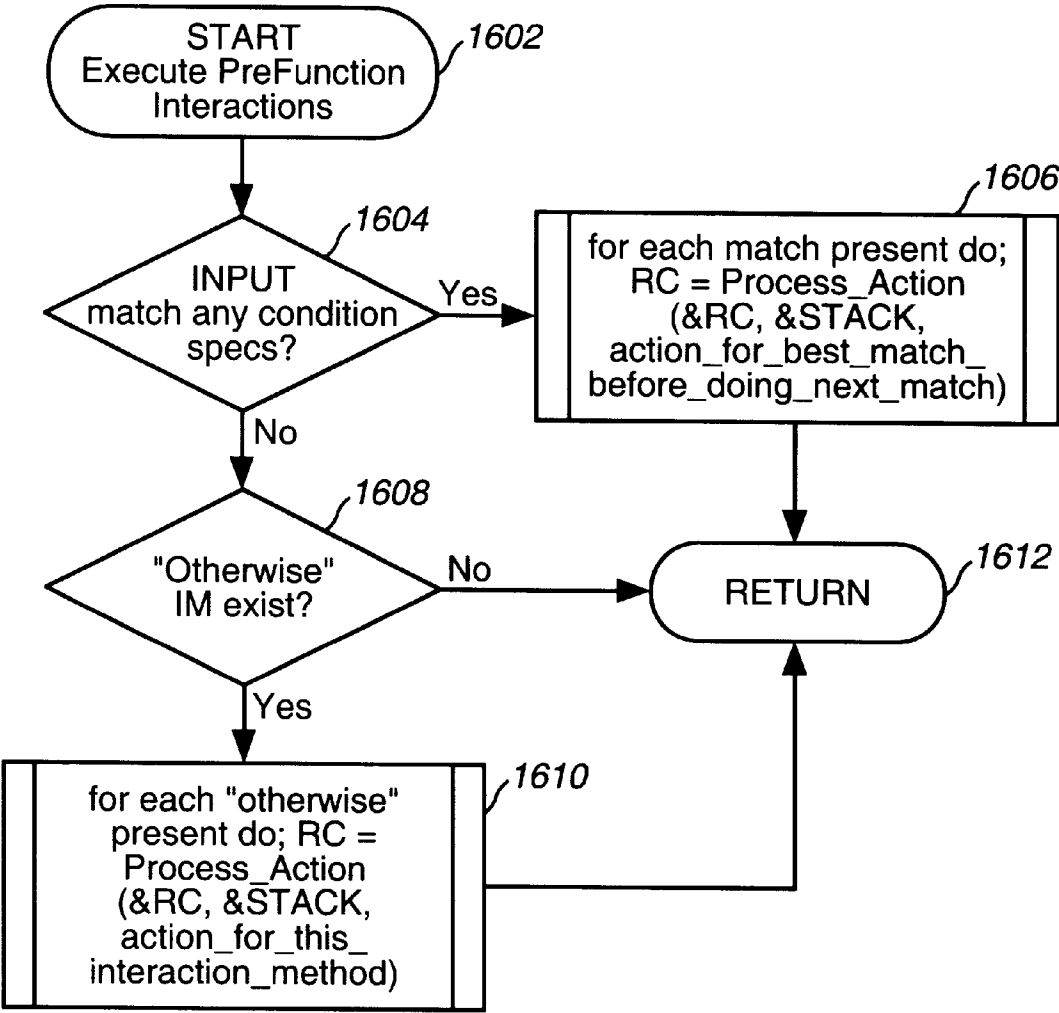 START
Execute PreFunction
Interactions
1602
1604
INPUT
match any condition
specs?
Yes
1606
for each match present do;
RC = Process_Action
(&RC, &STACK,
action_for_best_match_
before_doing_next_match)
No
1608
"Otherwise"
IM exist?
No
RETURN
1612
Yes
1610
for each "otherwise"
present do; RC =
Process_Action
(&RC, &STACK,
action_for_this_
interaction_method)